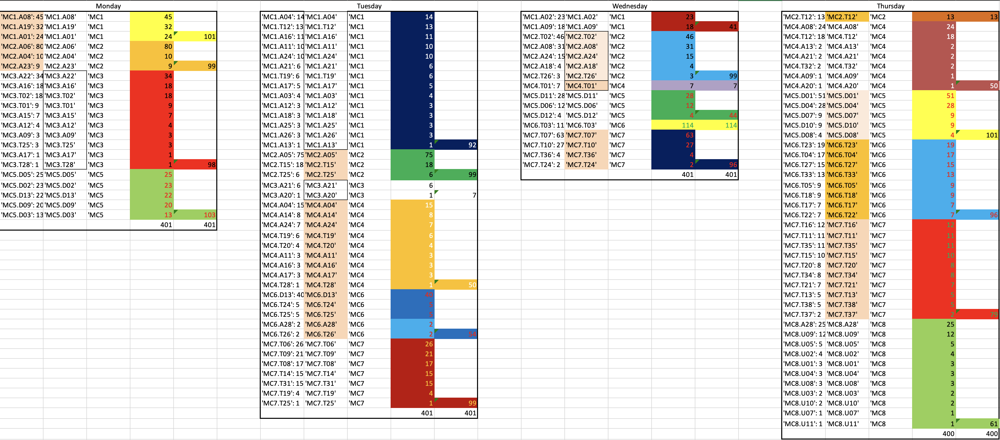 Monday
'MC1.A08': 45 'MC1.A08' 'MC1 45
'MC1.A19': 32 'MC1.A19' 'MC1 32
'MC1.A01': 24 'MC1.A01' 'MC1 24 101
'MC2.A06': 80 'MC2.A06' 'MC2 80
'MC2.A04': 10 'MC2.A04' 'MC2 10
'MC2.A23': 9 'MC2.A23' 'MC2 9 99
'MC3.A22': 34 'MC3.A22' 'MC3 34
'MC3.A16': 18 'MC3.A16' 'MC3 18
'MC3.T02': 18 'MC3.T02' 'MC3 18
'MC3.T01': 9 'MC3.T01' 'MC3 9
'MC3.A15': 7 'MC3.A15' 'MC3 7
'MC3.A12': 4 'MC3.A12' 'MC3 4
'MC3.A09': 3 'MC3.A09' 'MC3 3
'MC3.T25': 3 'MC3.T25' 'MC3 3
'MC3.A17': 1 'MC3.A17' 'MC3 1
'MC3.T28': 1 'MC3.T28' 'MC3 1 98
'MC5.D05': 25 'MC5.D05' 'MC5 25
'MC5.D02': 23 'MC5.D02' 'MC5 23
'MC5.D13': 22 'MC5.D13' 'MC5 22
'MC5.D09': 20 'MC5.D09' 'MC5 20
'MC5.D03': 13 'MC5.D03' 'MC5 13 103
401 401
Tuesday
'MC1.A04': 14 'MC1.A04' 'MC1 14
'MC1.T12': 13 'MC1.T12' 'MC1 13
'MC1.A16': 11 'MC1.A16' 'MC1 11
'MC1.A11': 10 'MC1.A11' 'MC1 10
'MC1.A24': 10 'MC1.A24' 'MC1 10
'MC1.A21': 6 'MC1.A21' 'MC1 6
'MC1.T19': 6 'MC1.T19' 'MC1 6
'MC1.A17': 5 'MC1.A17' 'MC1 5
'MC1.A03': 4 'MC1.A03' 'MC1 4
'MC1.A12': 3 'MC1.A12' 'MC1 3
'MC1.A18': 3 'MC1.A18' 'MC1 3
'MC1.A25': 3 'MC1.A25' 'MC1 3
'MC1.A26': 3 'MC1.A26' 'MC1 3
'MC1.A13': 1 'MC1.A13' 'MC1 1 92
'MC2.A05': 75 'MC2.A05' 'MC2 75
'MC2.T15': 18 'MC2.T15' 'MC2 18
'MC2.T25': 6 'MC2.T25' 'MC2 6 99
'MC3.A21': 6 'MC3.A21' 'MC3 6
'MC3.A20': 1 'MC3.A20' 'MC3 1 7
'MC4.A04': 15 'MC4.A04' 'MC4 15
'MC4.A14': 8 'MC4.A14' 'MC4 8
'MC4.A24': 7 'MC4.A24' 'MC4 7
'MC4.T19': 6 'MC4.T19' 'MC4 6
'MC4.T20': 4 'MC4.T20' 'MC4 4
'MC4.A11': 3 'MC4.A11' 'MC4 3
'MC4.A16': 3 'MC4.A16' 'MC4 3
'MC4.A17': 3 'MC4.A17' 'MC4 3
'MC4.T28': 1 'MC4.T28' 'MC4 1 50
'MC6.D13': 40 'MC6.D13' 'MC6 40
'MC6.T24': 5 'MC6.T24' 'MC6 5
'MC6.T25': 5 'MC6.T25' 'MC6 5
'MC6.A28': 2 'MC6.A28' 'MC6 2
'MC6.T26': 2 'MC6.T26' 'MC6 2 54
'MC7.T06': 26 'MC7.T06' 'MC7 26
'MC7.T09': 21 'MC7.T09' 'MC7 21
'MC7.T08': 17 'MC7.T08' 'MC7 17
'MC7.T14': 15 'MC7.T14' 'MC7 15
'MC7.T31': 15 'MC7.T31' 'MC7 15
'MC7.T19': 4 'MC7.T19' 'MC7 4
'MC7.T25': 1 'MC7.T25' 'MC7 1 99
401 401
Wednesday
'MC1.A02': 23 'MC1.A02' 'MC1 23
'MC1.A09': 18 'MC1.A09' 'MC1 18 41
'MC2.T02': 46 'MC2.T02' 'MC2 46
'MC2.A08': 31 'MC2.A08' 'MC2 31
'MC2.A24': 15 'MC2.A24' 'MC2 15
'MC2.A18': 4 'MC2.A18' 'MC2 4
'MC2.T26': 3 'MC2.T26' 'MC2 3 99
'MC4.T01': 7 'MC4.T01' 'MC4 7 7
'MC5.D11': 28 'MC5.D11' 'MC5 28
'MC5.D06': 12 'MC5.D06' 'MC5 12
'MC5.D12': 4 'MC5.D12' 'MC5 4 44
'MC6.T03': 11 'MC6.T03' 'MC6 114 114
'MC7.T07': 63 'MC7.T07' 'MC7 63
'MC7.T10': 27 'MC7.T10' 'MC7 27
'MC7.T36': 4 'MC7.T36' 'MC7 4
'MC7.T24': 2 'MC7.T24' 'MC7 2 96
401 401
Thursday
'MC2.T12': 13 'MC2.T12' 'MC2 13 13
'MC4.A08': 24 'MC4.A08' 'MC4 24
'MC4.T12': 18 'MC4.T12' 'MC4 18
'MC4.A13': 2 'MC4.A13' 'MC4 2
'MC4.A21': 2 'MC4.A21' 'MC4 2
'MC4.T32': 2 'MC4.T32' 'MC4 2
'MC4.A09': 1 'MC4.A09' 'MC4 1
'MC4.A20': 1 'MC4.A20' 'MC4 1 50
'MC5.D01': 51 'MC5.D01' 'MC5 51
'MC5.D04': 28 'MC5.D04' 'MC5 28
'MC5.D07': 9 'MC5.D07' 'MC5 9
'MC5.D10': 9 'MC5.D10' 'MC5 9
'MC5.D08': 4 'MC5.D08' 'MC5 4 101
'MC6.T23': 19 'MC6.T23' 'MC6 19
'MC6.T04': 17 'MC6.T04' 'MC6 17
'MC6.T27': 15 'MC6.T27' 'MC6 15
'MC6.T33': 13 'MC6.T33' 'MC6 13
'MC6.T05': 9 'MC6.T05' 'MC6 9
'MC6.T18': 9 'MC6.T18' 'MC6 9
'MC6.T17': 7 'MC6.T17' 'MC6 7
'MC6.T22': 7 'MC6.T22' 'MC6 7 96
'MC7.T16': 12 'MC7.T16' 'MC7 12
'MC7.T11': 11 'MC7.T11' 'MC7 11
'MC7.T35': 11 'MC7.T35' 'MC7 11
'MC7.T15': 10 'MC7.T15' 'MC7 10
'MC7.T20': 8 'MC7.T20' 'MC7 8
'MC7.T34': 8 'MC7.T34' 'MC7 8
'MC7.T21': 7 'MC7.T21' 'MC7 7
'MC7.T13': 5 'MC7.T13' 'MC7 5
'MC7.T38': 5 'MC7.T38' 'MC7 5
'MC7.T37': 2 'MC7.T37' 'MC7 2 79
'MC8.A28': 25 'MC8.A28' 'MC8 25
'MC8.U09': 12 'MC8.U09' 'MC8 12
'MC8.U05': 5 'MC8.U05' 'MC8 5
'MC8.U02': 4 'MC8.U02' 'MC8 4
'MC8.U01': 3 'MC8.U01' 'MC8 3
'MC8.U04': 3 'MC8.U04' 'MC8 3
'MC8.U08': 3 'MC8.U08' 'MC8 3
'MC8.U03': 2 'MC8.U03' 'MC8 2
'MC8.U10': 2 'MC8.U10' 'MC8 2
'MC8.U07': 1 'MC8.U07' 'MC8 1
'MC8.U11': 1 'MC8.U11' 'MC8 1 61
400 400